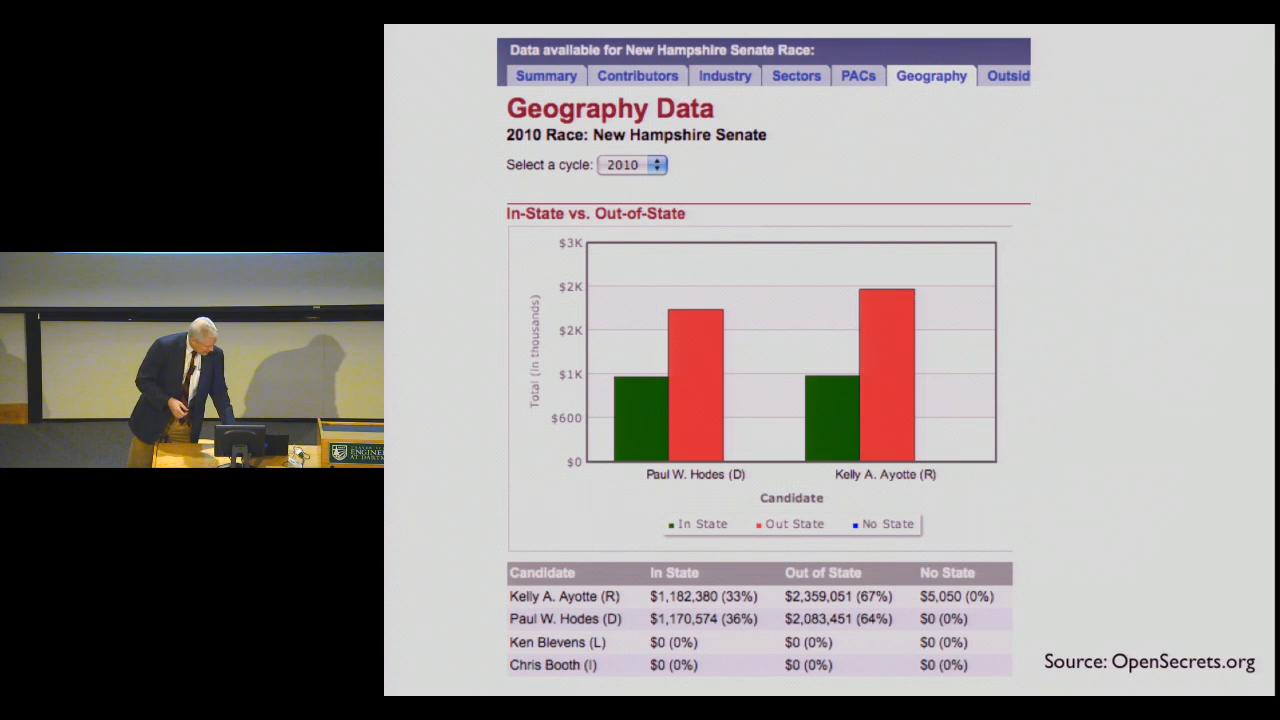 Data available for New Hampshire Senate Race:
Summary Contributors Industry Sectors PACs Geography Outsid
Geography Data
2010 Race: New Hampshire Senate
Select a cycle: 2010
In-State vs. Out-of-State
$3K
$2K
$2K
$1K
$600
$0
Total (in thousands)
Paul W. Hodes (D) Kelly A. Ayotte (R)
Candidate
In State Out State No State
Candidate In State Out of State No State
Kelly A. Ayotte (R) $1,182,380 (33%) $2,359,051 (67%) $5,050 (0%)
Paul W. Hodes (D) $1,170,574 (36%) $2,083,451 (64%) $0 (0%)
Ken Blevens (L) $0 (0%) $0 (0%) $0 (0%)
Chris Booth (I) $0 (0%) $0 (0%) $0 (0%)
Source: OpenSecrets.org
ENGINE
AT DART